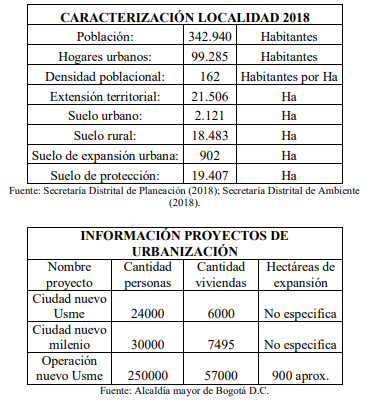 CARACTERIZACIÓN LOCALIDAD 2018
Población: 342.940 Habitantes
Hogares urbanos: 99.285 Habitantes
Densidad poblacional: 162 Habitantes por Ha
Extensión territorial: 21.506 Ha
Suelo urbano: 2.121 Ha
Suelo rural: 18.483 Ha
Suelo de expansión urbana: 902 Ha
Suelo de protección: 19.407 Ha
Fuente: Secretaría Distrital de Planeación (2018); Secretaría Distrital de Ambiente
(2018).
INFORMACIÓN PROYECTOS DE
URBANIZACIÓN
Nombre Cantidad Cantidad Hectáreas de
proyecto personas viviendas expansión
Ciudad nuevo
Usme 24000 6000 No especifica
Ciudad nuevo
milenio 30000 7495 No especifica
Operación
nuevo Usme 250000 57000 900 aprox.
Fuente: Alcaldía mayor de Bogotá D.C.